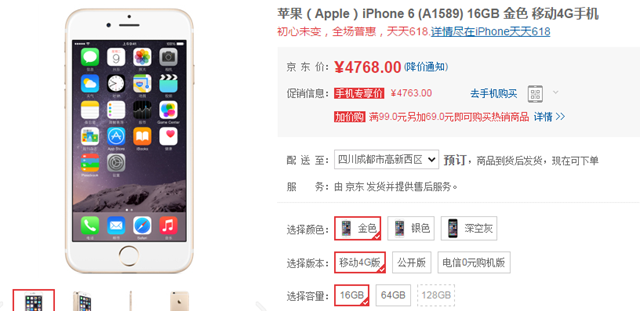 苹果（Apple）iPhone 6 (A1589) 16GB 金色 移动4G手机
初心未变，全场普惠，天天618.详情尽在iPhone天天618
京 东 价：¥4768.00 (降价通知)
促销信息：手机专享价 ¥4763.00 去手机购买
加价购 满99.0元另加69.0元即可购买热销商品 详情 >>
配 送 至：四川成都市高新西区 预订，商品到货后发货，现在可下单
服 务：由 京东 发货并提供售后服务。
选择颜色：金色 银色 深空灰
选择版本：移动4G版 公开版 电信0元购机版
选择容量：16GB 64GB 128GB